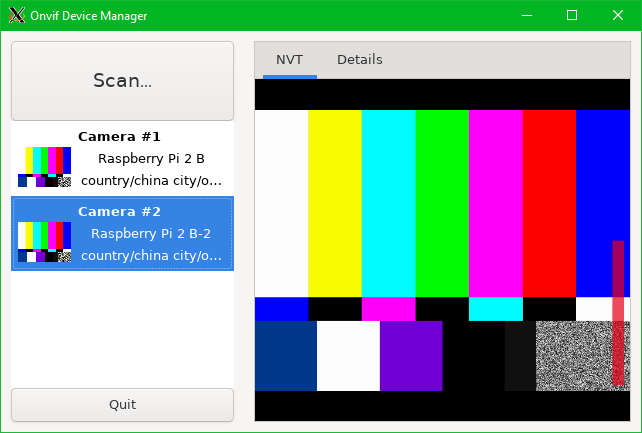 Onvif Device Manager
Scan...
Camera #1
Raspberry Pi 2 B
country/china city/o...
Camera #2
Raspberry Pi 2 B-2
country/china city/o...
Quit
NVT
Details